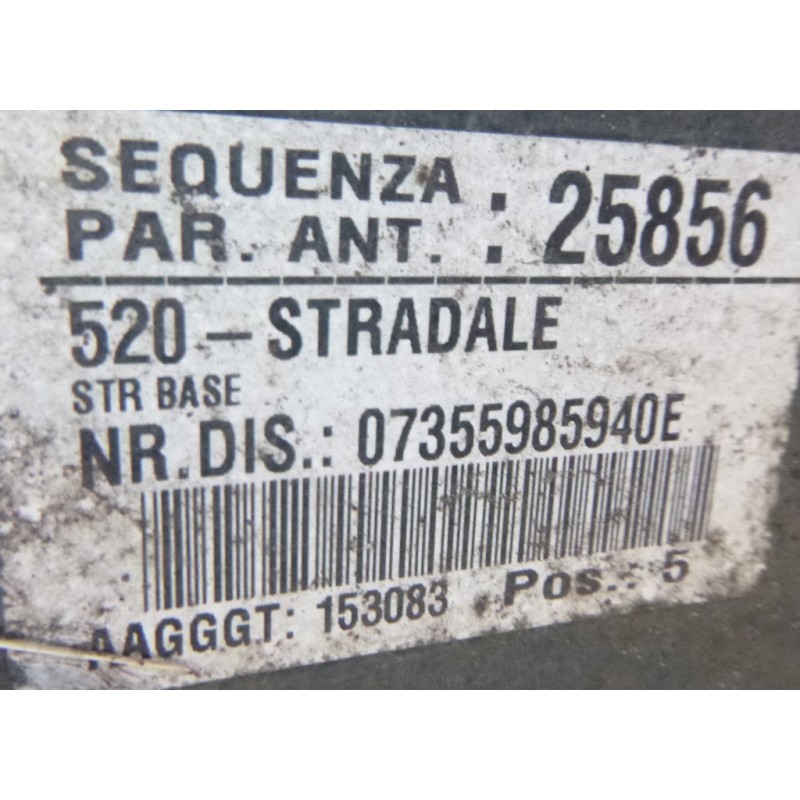 SEQUENZA :
PAR. ANT. : 25856
520-STRADALE
STR BASE
NR.DIS.: 07355985940E
AAGGGT: 153083 Pos.: 5